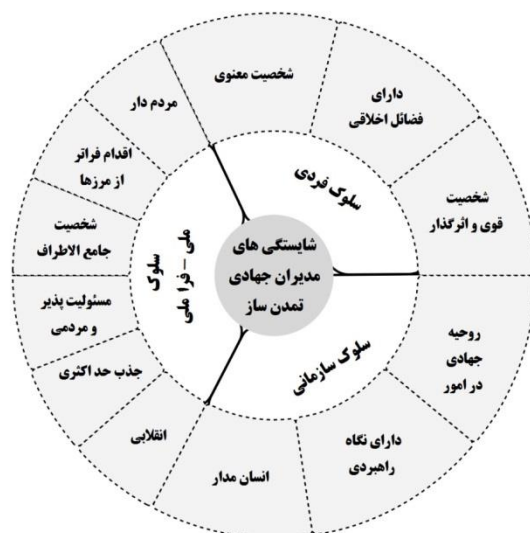 شایستگی های
مدیران جهادی
تمدن ساز
سلوک فردی
شخصیت معنوی
دارای
فضائل اخلاقی
شخصیت
قوی و اثرگذار
سلوک سازمانی
روحیه
جهادی
در امور
دارای نگاه
راهبردی
انسان مدار
سلوک
ملی – فرا ملی
انقلابی
جذب حد اکثری
مسئولیت پذیر
و مردمی
شخصیت
جامع الاطراف
اقدام فراتر
از مرزها
مردم دار